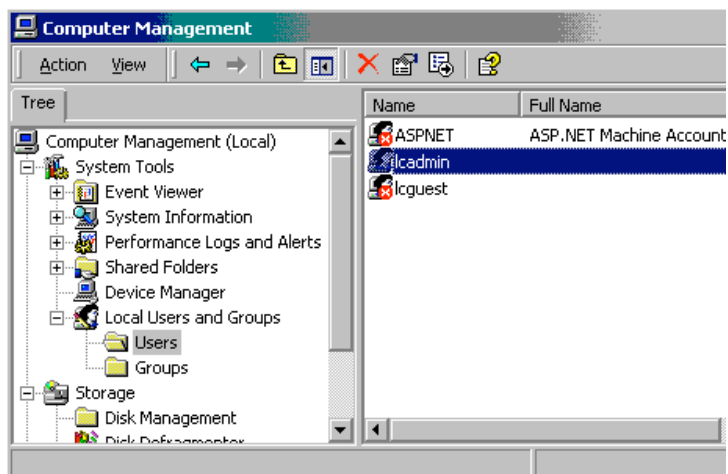 Computer Management
Action View
Tree
Name Full Name
Computer Management (Local)
System Tools
Event Viewer
System Information
Performance Logs and Alerts
Shared Folders
Device Manager
Local Users and Groups
Users
Groups
Storage
Disk Management
Disk Defragmenter
ASPNET ASP.NET Machine Account
lcadmin
lcguest